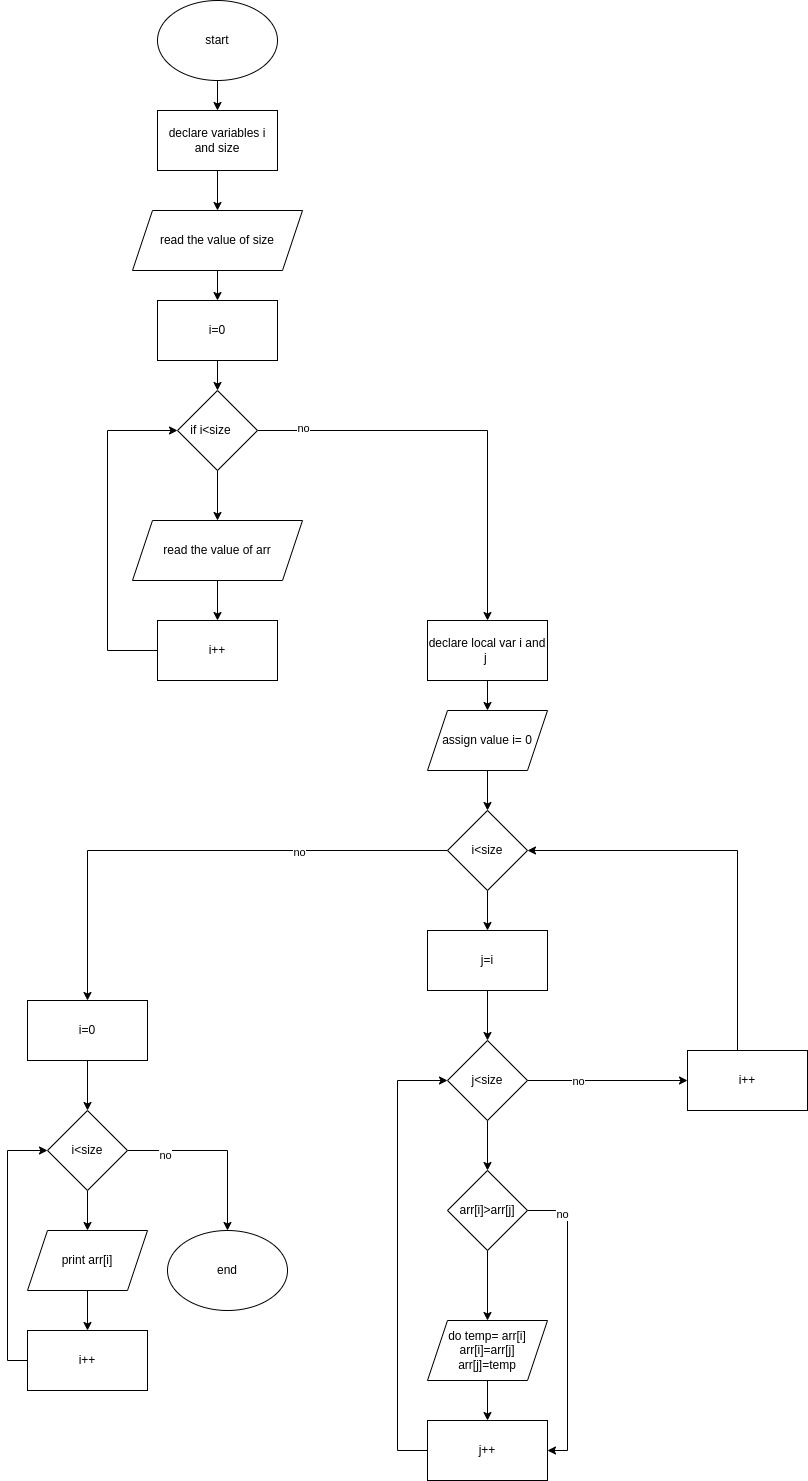 start
declare variables i
and size
read the value of size
i=0
if i<size
no
read the value of arr
i++
declare local var i and
j
assign value i= 0
i<size
no
j=i
j<size
no
i++
arr[i]>arr[j]
no
do temp= arr[i]
arr[i]=arr[j]
arr[j]=temp
j++
i=0
i<size
no
print arr[i]
end
i++